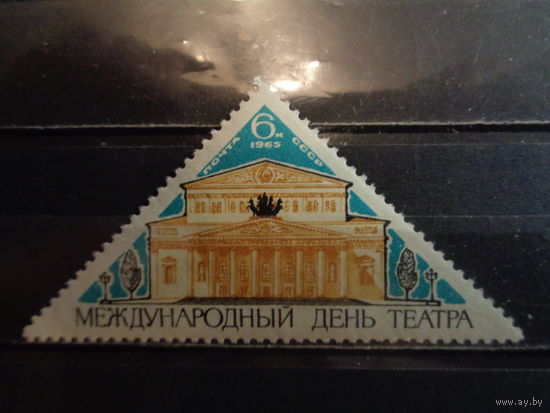 6к
1965
ПОЧТА СССР
МЕЖДУНАРОДНЫЙ ДЕНЬ ТЕАТРА
www.ay.by